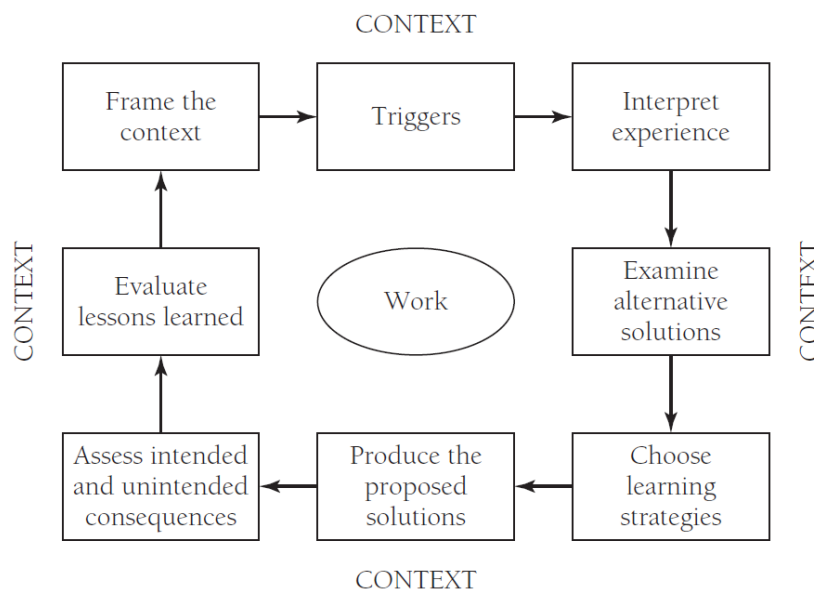 CONTEXT
Frame the
context
Triggers
Interpret
experience
CONTEXT
Evaluate
lessons learned
Work
Examine
alternative
solutions
CONTEXT
Assess intended
and unintended
consequences
Produce the
proposed
solutions
Choose
learning
strategies
CONTEXT